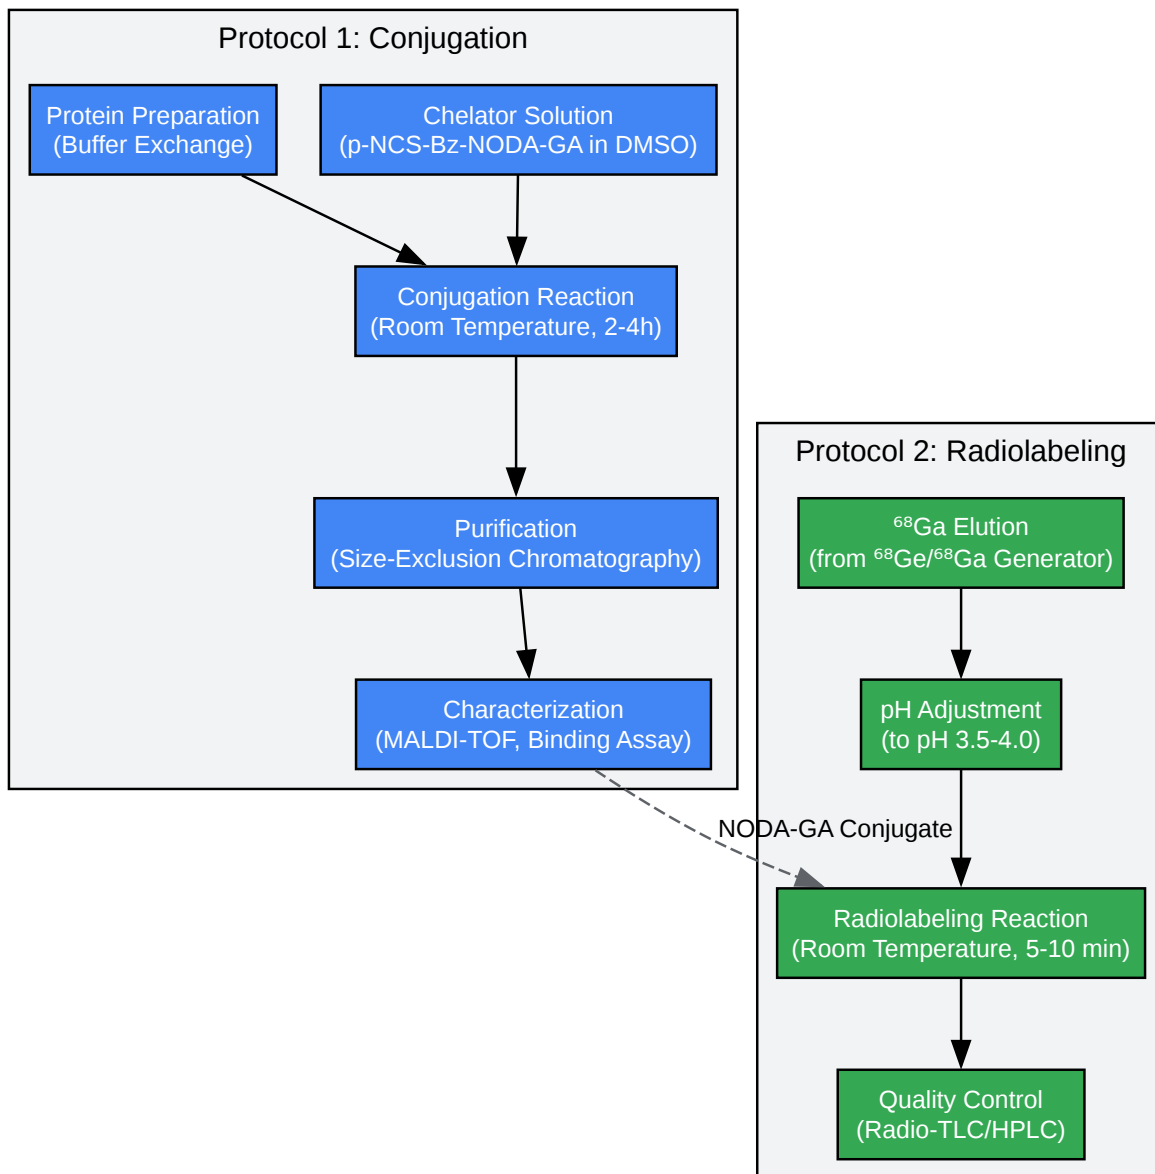 Protocol 1: Conjugation
Protein Preparation
(Buffer Exchange)
Chelator Solution
(p-NCS-Bz-NODA-GA in DMSO)
Conjugation Reaction
(Room Temperature, 2-4h)
Purification
(Size-Exclusion Chromatography)
Characterization
(MALDI-TOF, Binding Assay)
NODA-GA Conjugate
Protocol 2: Radiolabeling
⁶⁸Ga Elution
(from ⁶⁸Ge/⁶⁸Ga Generator)
pH Adjustment
(to pH 3.5-4.0)
Radiolabeling Reaction
(Room Temperature, 5-10 min)
Quality Control
(Radio-TLC/HPLC)